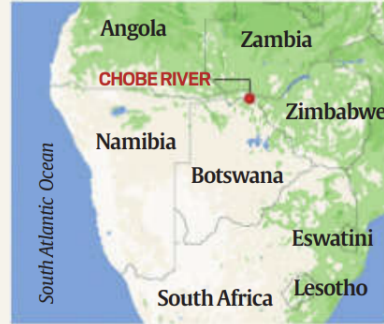 Angola
Zambia
CHOBE RIVER
Zimbabwe
Namibia
Botswana
South Atlantic Ocean
Eswatini
South Africa
Lesotho